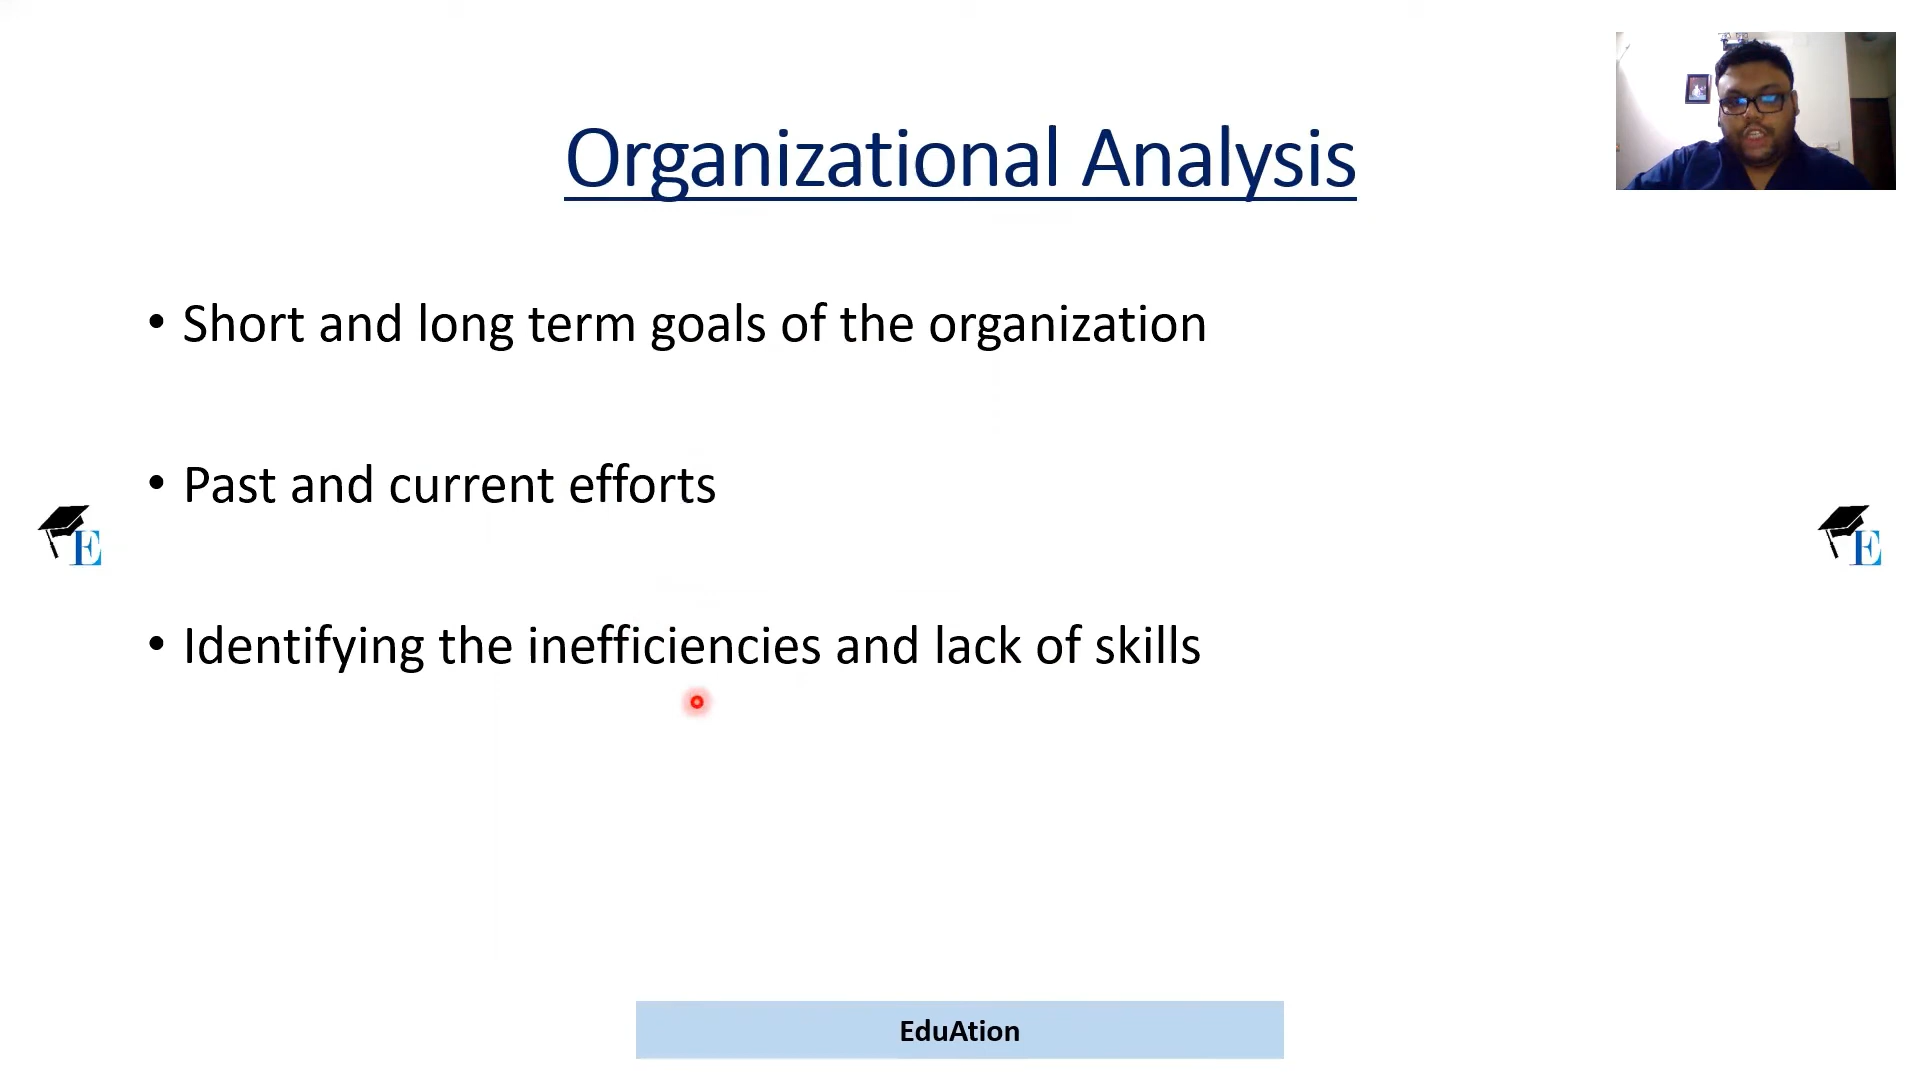 Organizational Analysis
• Short and long term goals of the organization
• Past and current efforts
E
E
• Identifying the inefficiencies and lack of skills
EduAtion